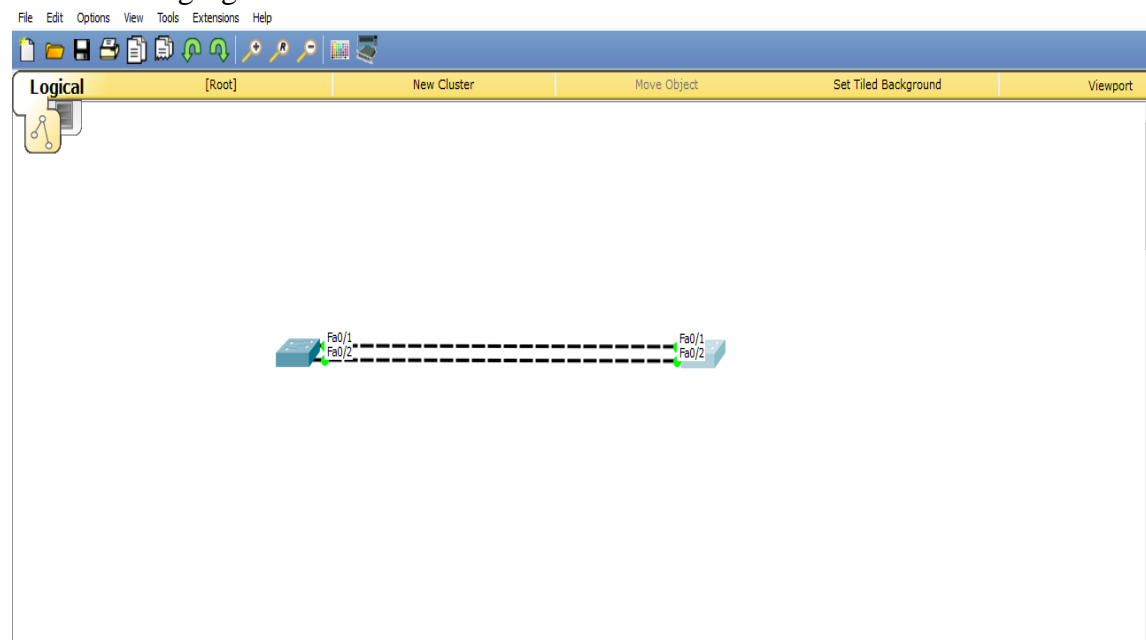 File Edit Options View Tools Extensions Help
Logical [Root] New Cluster Move Object Set Tiled Background Viewport
Fa0/1 Fa0/1
Fa0/2 Fa0/2